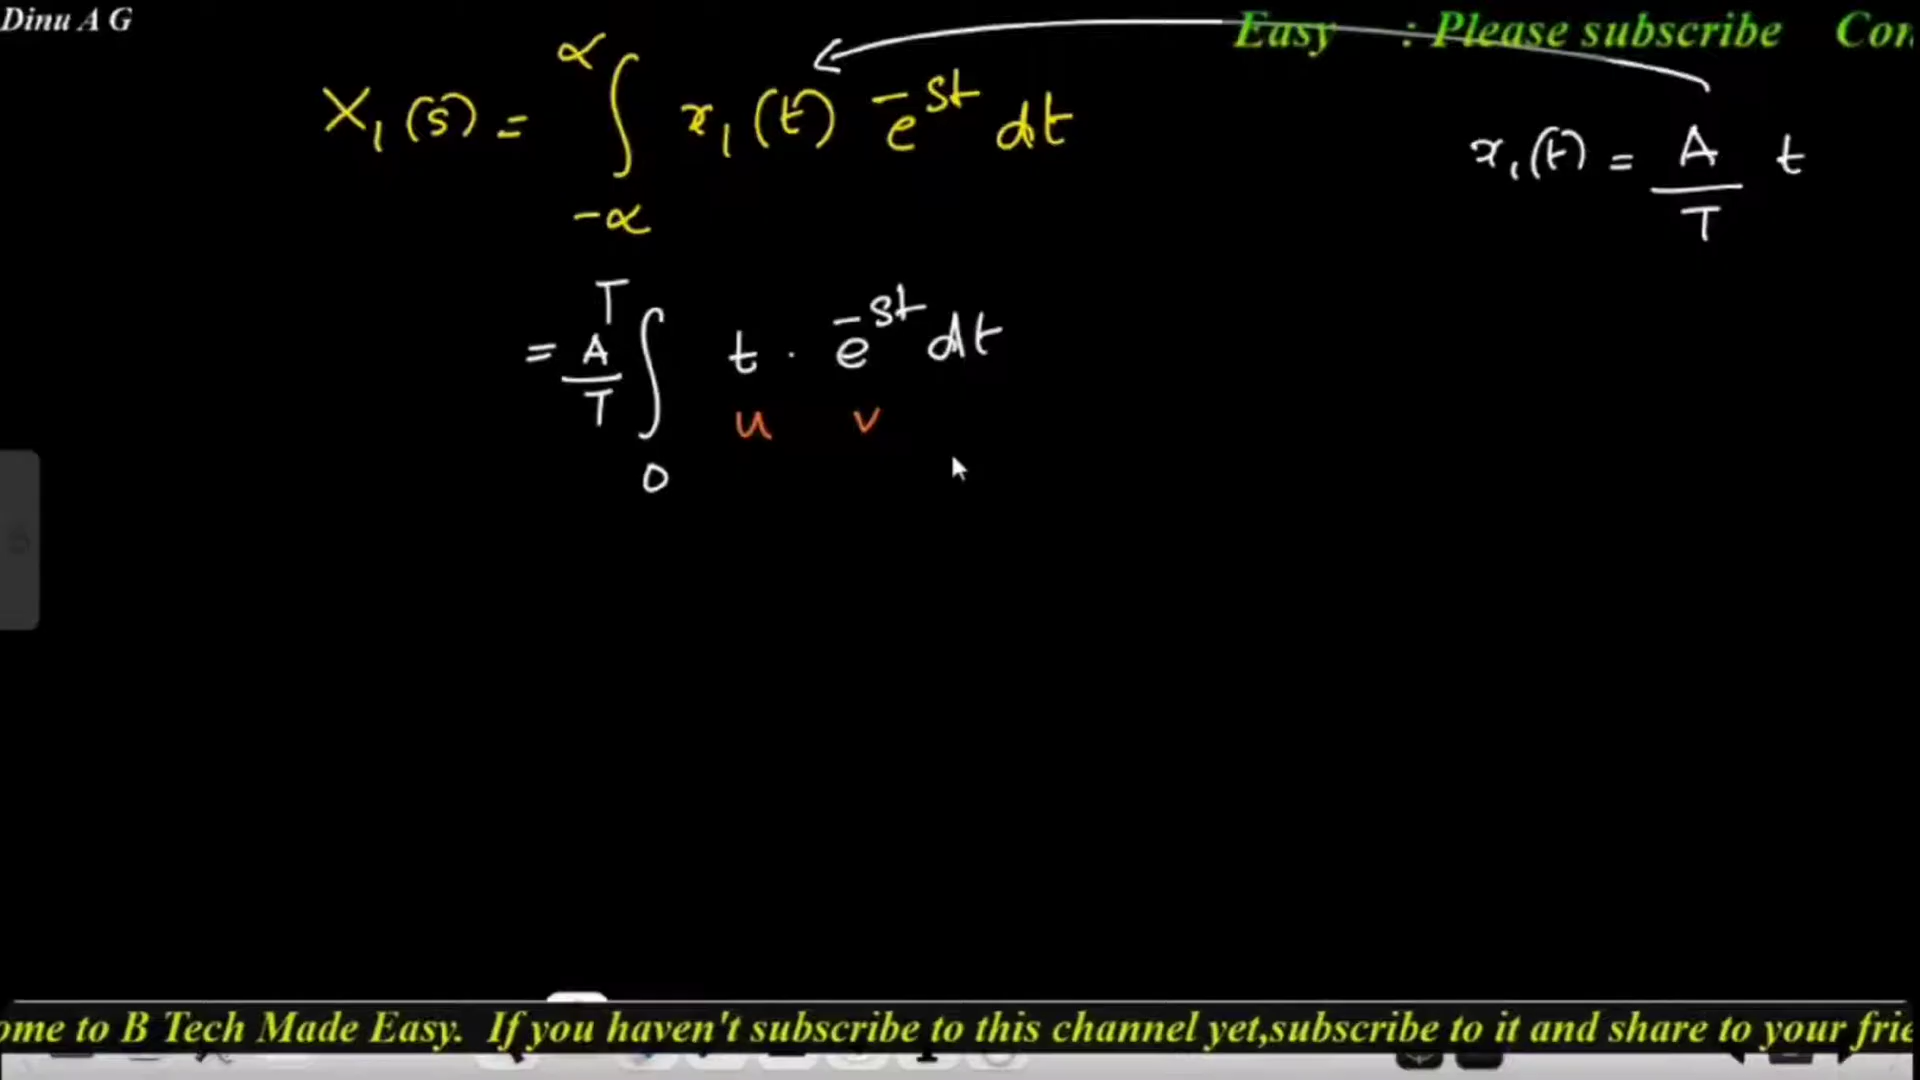 Dinu A G
Easy : Please subscribe Con
X₁(s) = ∫_{-∝}^{∝} x₁(t) e^{-st} dt
x₁(t) = A/T t
= A/T ∫_{0}^{T} t · e^{-st} dt
u v
ome to B Tech Made Easy. If you haven't subscribe to this channel yet,subscribe to it and share to your frie